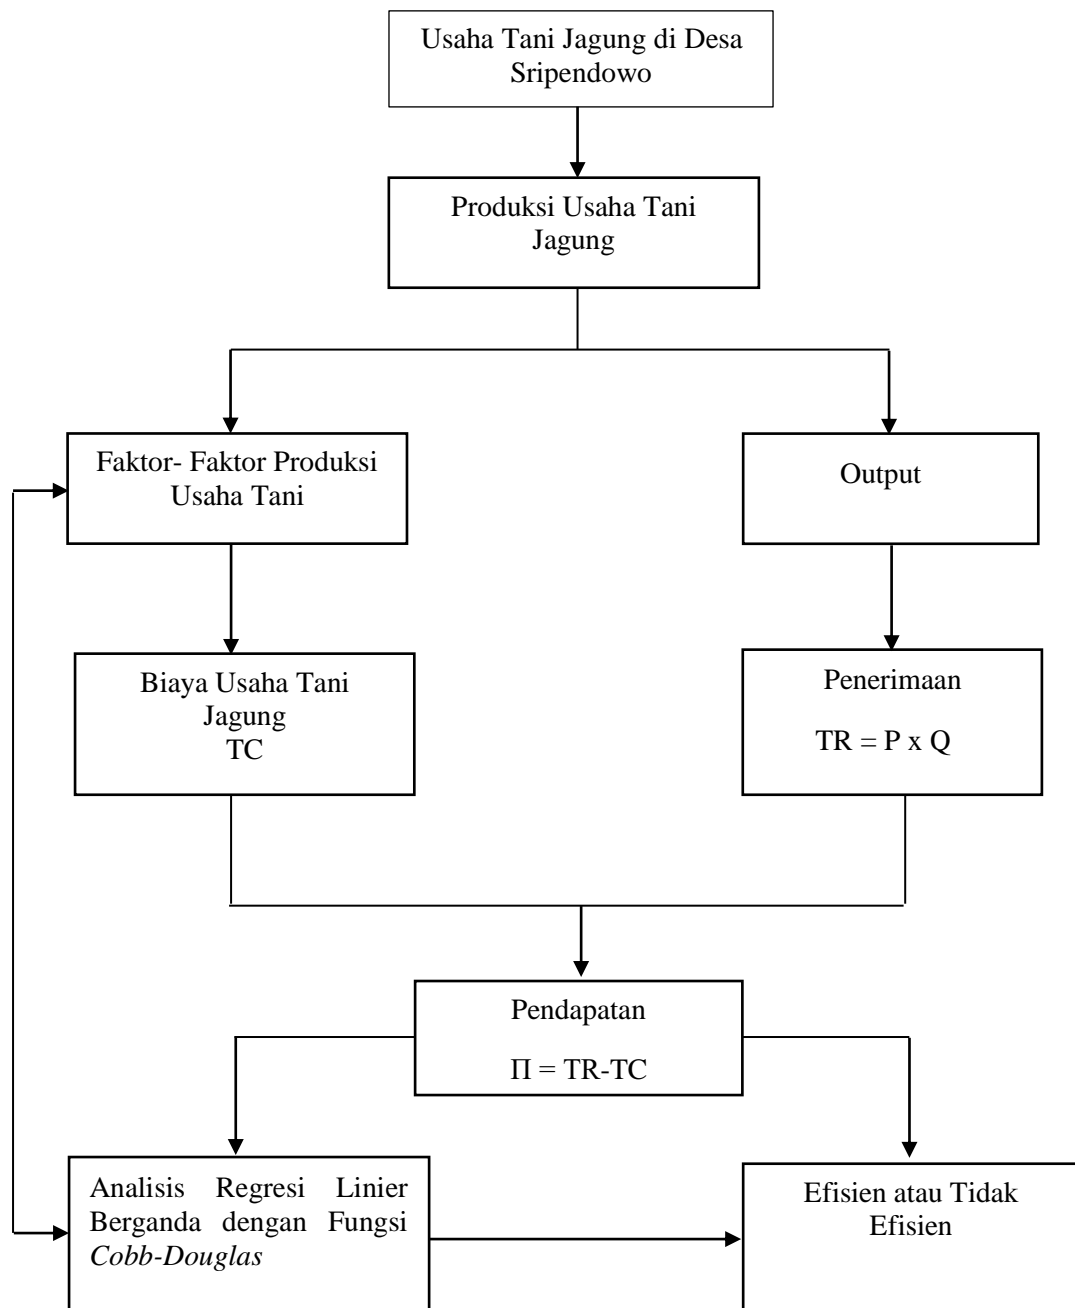 Usaha Tani Jagung di Desa
Sripendowo
Produksi Usaha Tani
Jagung
Faktor- Faktor Produksi
Usaha Tani
Output
Biaya Usaha Tani
Jagung
TC
Penerimaan
TR = P x Q
Pendapatan
Π = TR-TC
Analisis Regresi Linier
Berganda dengan Fungsi
Cobb-Douglas
Efisien atau Tidak
Efisien